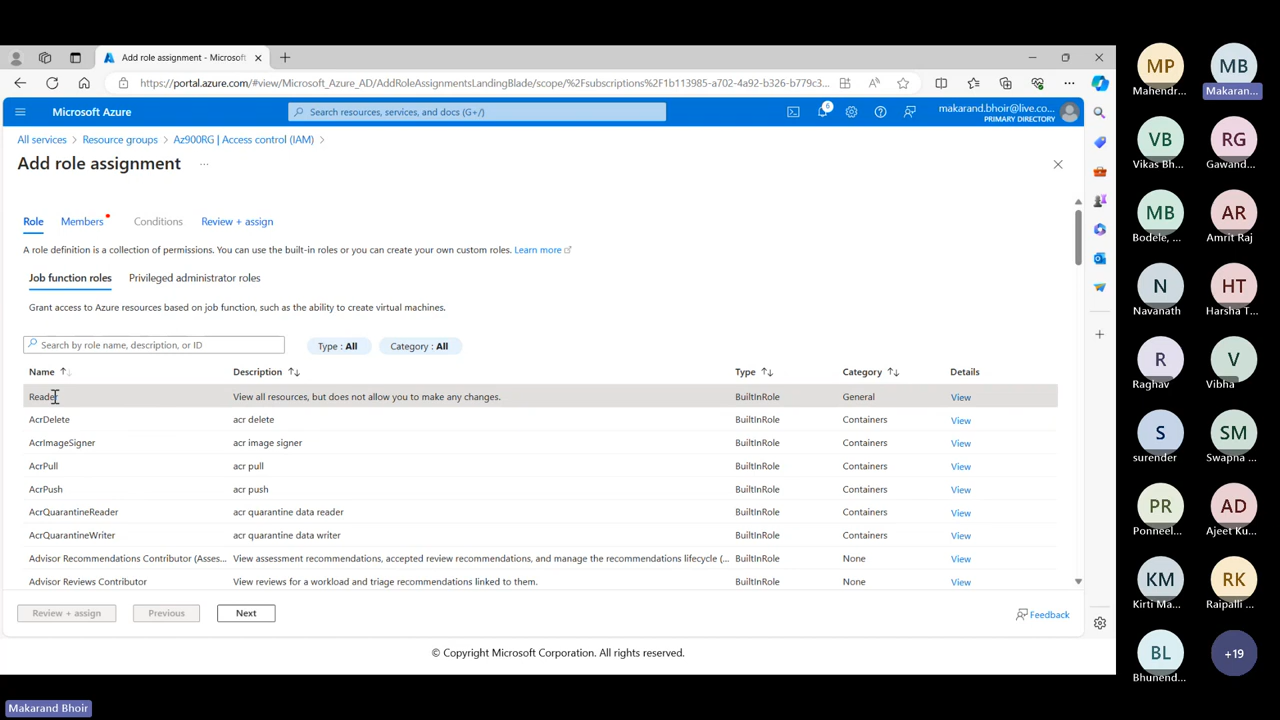 Add role assignment - Microsoft
https://portal.azure.com/#view/Microsoft_Azure_AD/AddRoleAssignmentsLandingBlade/scope/%2Fsubscriptions%2F1b113985-a702-4a92-b326-b779c3...
Microsoft Azure
Search resources, services, and docs (G+/)
6
makarand.bhoir@live.co...
PRIMARY DIRECTORY
All services > Resource groups > Az900RG | Access control (IAM) >
Add role assignment ...
Role Members Conditions Review + assign
A role definition is a collection of permissions. You can use the built-in roles or you can create your own custom roles. Learn more
Job function roles Privileged administrator roles
Grant access to Azure resources based on job function, such as the ability to create virtual machines.
Search by role name, description, or ID
Type : All
Category : All
Name Description Type Category Details
Reader View all resources, but does not allow you to make any changes. BuiltInRole General View
AcrDelete acr delete BuiltInRole Containers View
AcrImageSigner acr image signer BuiltInRole Containers View
AcrPull acr pull BuiltInRole Containers View
AcrPush acr push BuiltInRole Containers View
AcrQuarantineReader acr quarantine data reader BuiltInRole Containers View
AcrQuarantineWriter acr quarantine data writer BuiltInRole Containers View
Advisor Recommendations Contributor (Asses... View assessment recommendations, accepted review recommendations, and manage the recommendations lifecycle (... BuiltInRole None View
Advisor Reviews Contributor View reviews for a workload and triage recommendations linked to them. BuiltInRole None View
Review + assign Previous Next
Feedback
© Copyright Microsoft Corporation. All rights reserved.
Makarand Bhoir
MP MB
Mahendr... Makaran...
VB RG
Vikas Bh... Gawand...
MB AR
Bodele, ... Amrit Raj
N HT
Navanath Harsha T...
R V
Raghav Vibha
S SM
surender Swapna ...
PR AD
Ponneel... Ajeet Ku...
KM RK
Kirti Ma... Raipalli ...
BL +19
Bhunend...